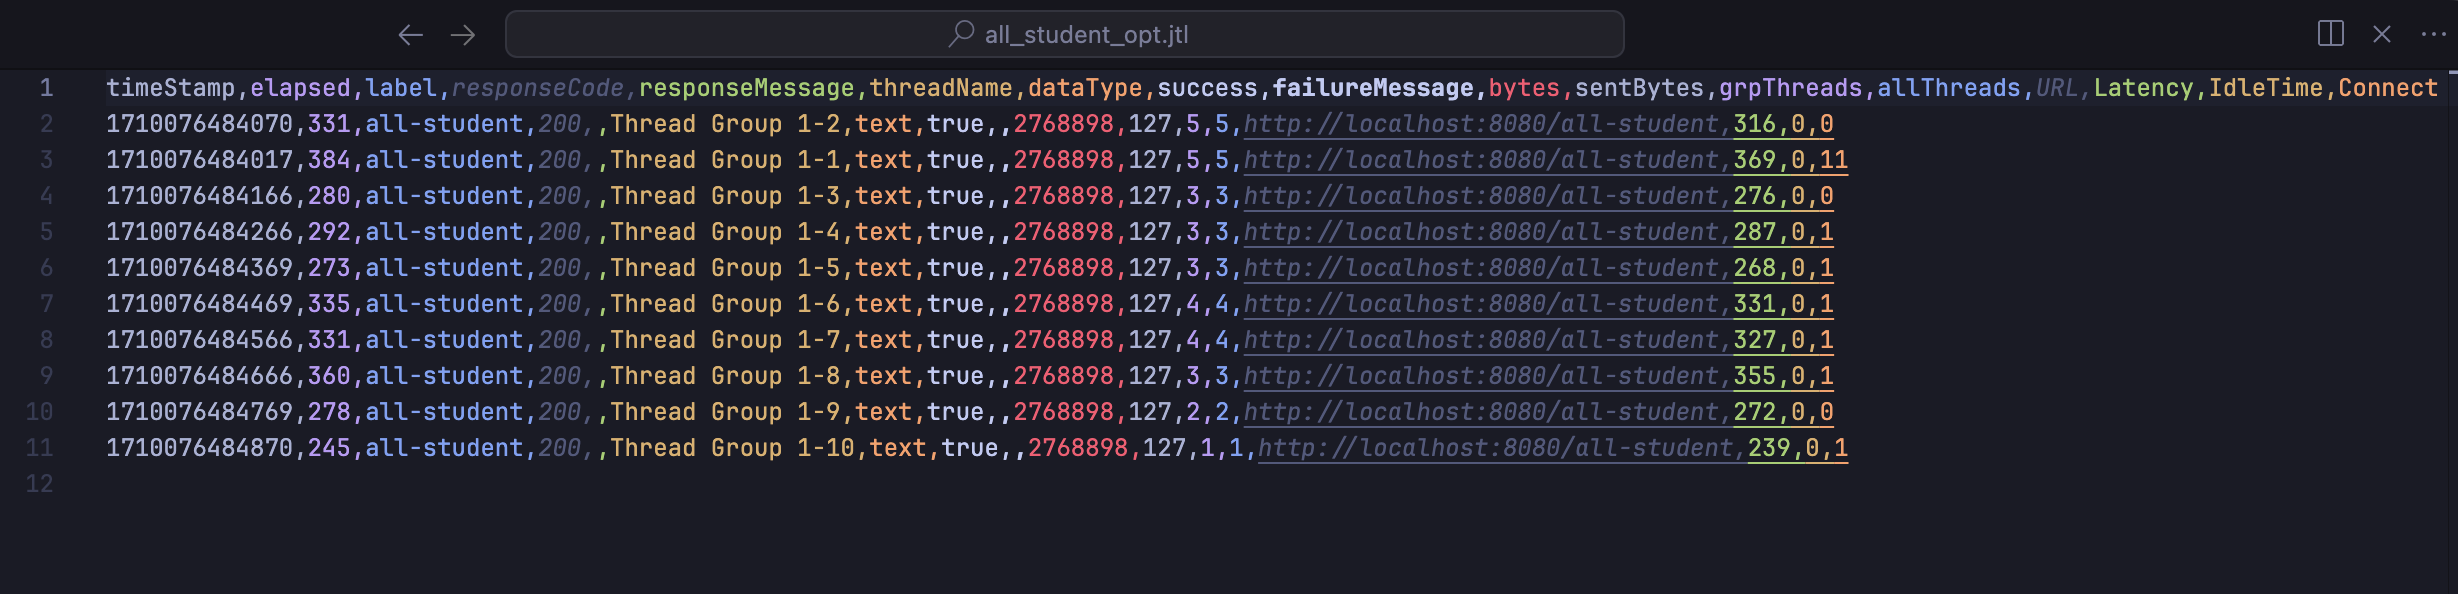 all_student_opt.jtl
1 timeStamp,elapsed,label,responseCode,responseMessage,threadName,dataType,success,failureMessage,bytes,sentBytes,grpThreads,allThreads,URL,Latency,IdleTime,Connect
2 1710076484070,331,all-student,200,,Thread Group 1-2,text,true,,2768898,127,5,5,http://localhost:8080/all-student,316,0,0
3 1710076484017,384,all-student,200,,Thread Group 1-1,text,true,,2768898,127,5,5,http://localhost:8080/all-student,369,0,11
4 1710076484166,280,all-student,200,,Thread Group 1-3,text,true,,2768898,127,3,3,http://localhost:8080/all-student,276,0,0
5 1710076484266,292,all-student,200,,Thread Group 1-4,text,true,,2768898,127,3,3,http://localhost:8080/all-student,287,0,1
6 1710076484369,273,all-student,200,,Thread Group 1-5,text,true,,2768898,127,3,3,http://localhost:8080/all-student,268,0,1
7 1710076484469,335,all-student,200,,Thread Group 1-6,text,true,,2768898,127,4,4,http://localhost:8080/all-student,331,0,1
8 1710076484566,331,all-student,200,,Thread Group 1-7,text,true,,2768898,127,4,4,http://localhost:8080/all-student,327,0,1
9 1710076484666,360,all-student,200,,Thread Group 1-8,text,true,,2768898,127,3,3,http://localhost:8080/all-student,355,0,1
10 1710076484769,278,all-student,200,,Thread Group 1-9,text,true,,2768898,127,2,2,http://localhost:8080/all-student,272,0,0
11 1710076484870,245,all-student,200,,Thread Group 1-10,text,true,,2768898,127,1,1,http://localhost:8080/all-student,239,0,1
12